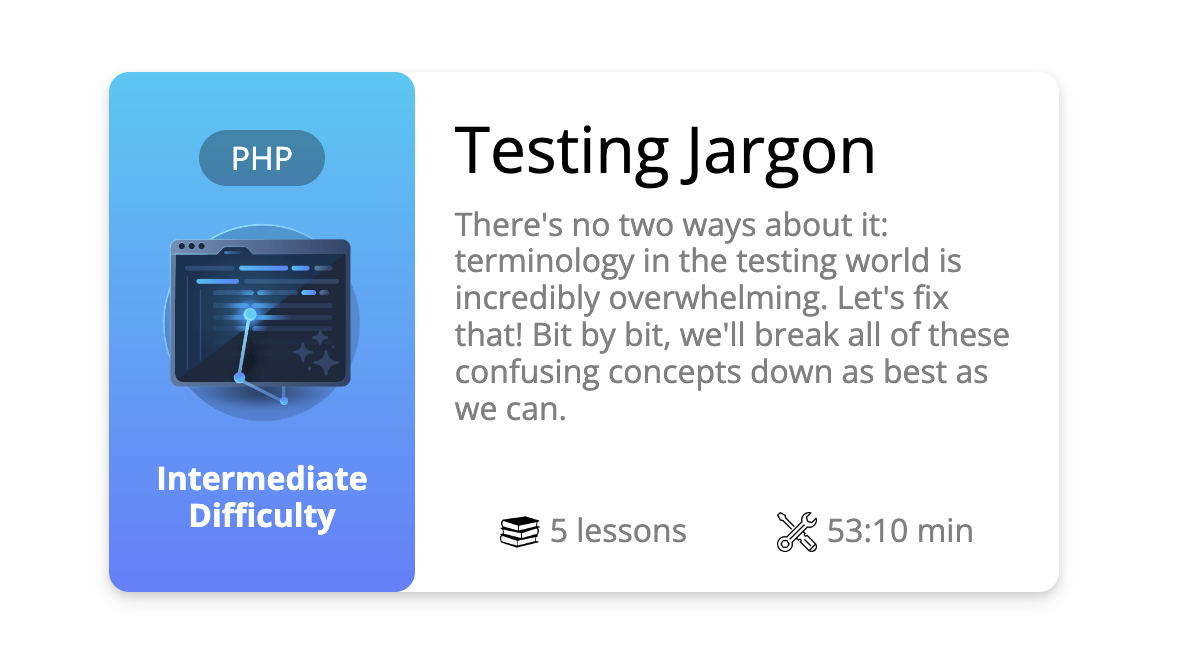 PHP
Intermediate
Difficulty
Testing Jargon
There's no two ways about it:
terminology in the testing world is
incredibly overwhelming. Let's fix
that! Bit by bit, we'll break all of these
confusing concepts down as best as
we can.
5 lessons
53:10 min